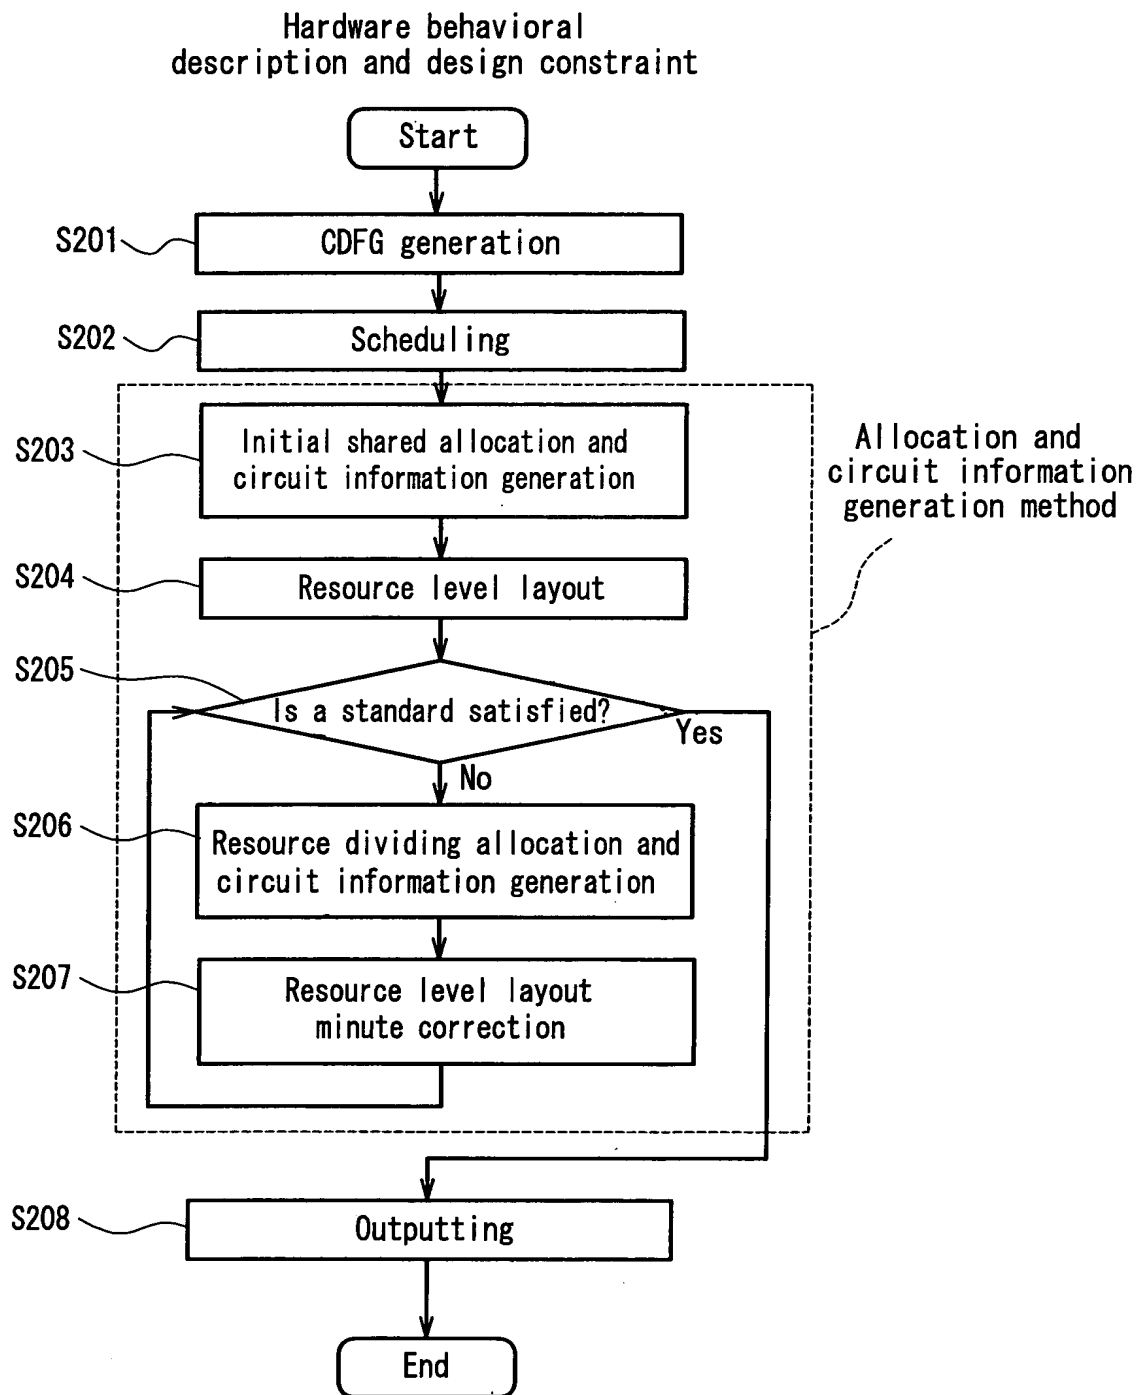 Hardware behavioral
description and design constraint
Start
S201
CDFG generation
S202
Scheduling
S203
Initial shared allocation and
circuit information generation
Allocation and
circuit information
generation method
S204
Resource level layout
S205
Is a standard satisfied?
Yes
No
S206
Resource dividing allocation and
circuit information generation
S207
Resource level layout
minute correction
S208
Outputting
End